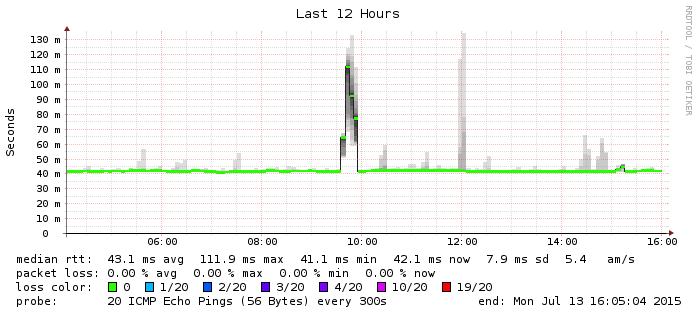 Last 12 Hours
RRDTOOL / TOBI OETIKER
Seconds
130 m
120 m
110 m
100 m
90 m
80 m
70 m
60 m
50 m
40 m
30 m
20 m
10 m
0
06:00 08:00 10:00 12:00 14:00 16:00
median rtt: 43.1 ms avg 111.9 ms max 41.1 ms min 42.1 ms now 7.9 ms sd 5.4 am/s
packet loss: 0.00 % avg 0.00 % max 0.00 % min 0.00 % now
loss color: 0 1/20 2/20 3/20 4/20 10/20 19/20
probe: 20 ICMP Echo Pings (56 Bytes) every 300s end: Mon Jul 13 16:05:04 2015